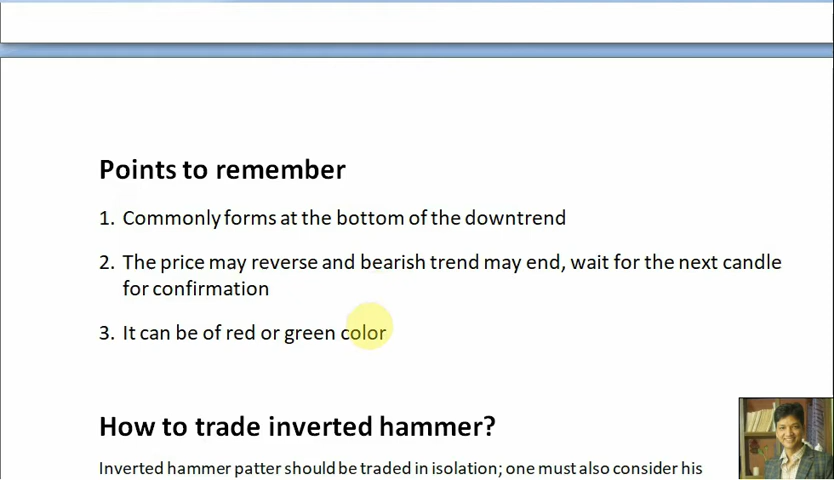 Points to remember
1. Commonly forms at the bottom of the downtrend
2. The price may reverse and bearish trend may end, wait for the next candle
for confirmation
3. It can be of red or green color
How to trade inverted hammer?
Inverted hammer patter should be traded in isolation; one must also consider his